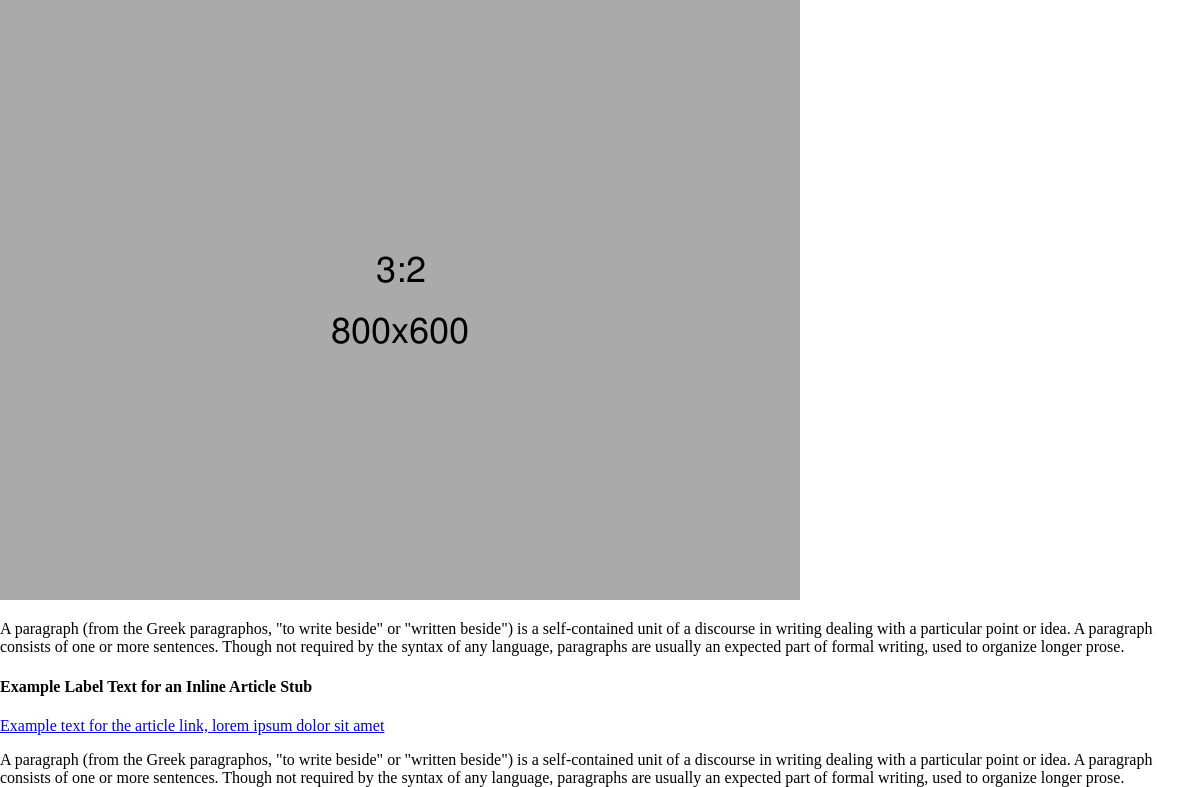 3:2
800x600
A paragraph (from the Greek paragraphos, "to write beside" or "written beside") is a self-contained unit of a discourse in writing dealing with a particular point or idea. A paragraph
consists of one or more sentences. Though not required by the syntax of any language, paragraphs are usually an expected part of formal writing, used to organize longer prose.
Example Label Text for an Inline Article Stub
Example text for the article link, lorem ipsum dolor sit amet
A paragraph (from the Greek paragraphos, "to write beside" or "written beside") is a self-contained unit of a discourse in writing dealing with a particular point or idea. A paragraph
consists of one or more sentences. Though not required by the syntax of any language, paragraphs are usually an expected part of formal writing, used to organize longer prose.